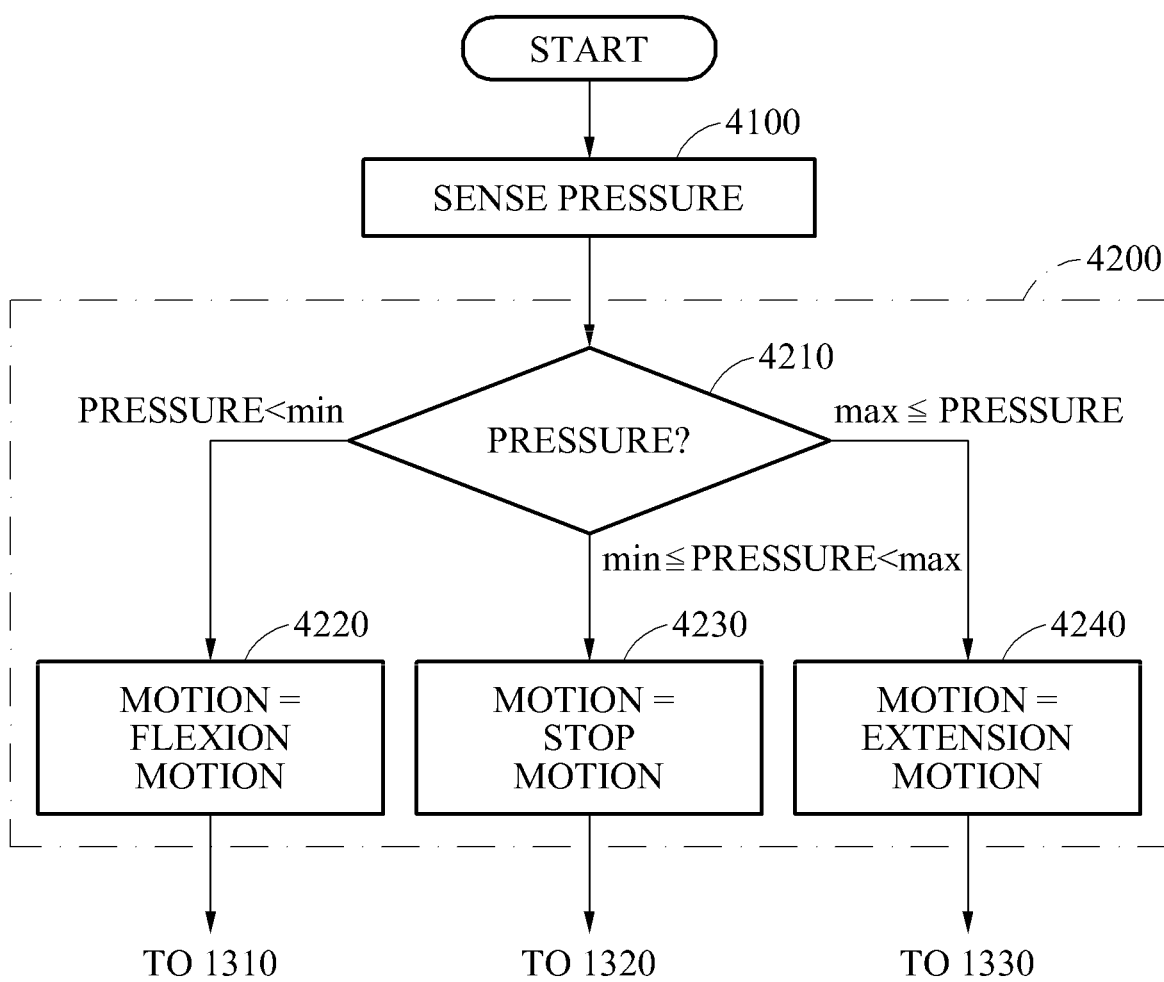 START
4100
SENSE PRESSURE
4200
4210
PRESSURE<min
PRESSURE?
max ≦ PRESSURE
min≦PRESSURE<max
4220
4230
4240
MOTION =
FLEXION
MOTION
MOTION =
STOP
MOTION
MOTION =
EXTENSION
MOTION
TO 1310
TO 1320
TO 1330